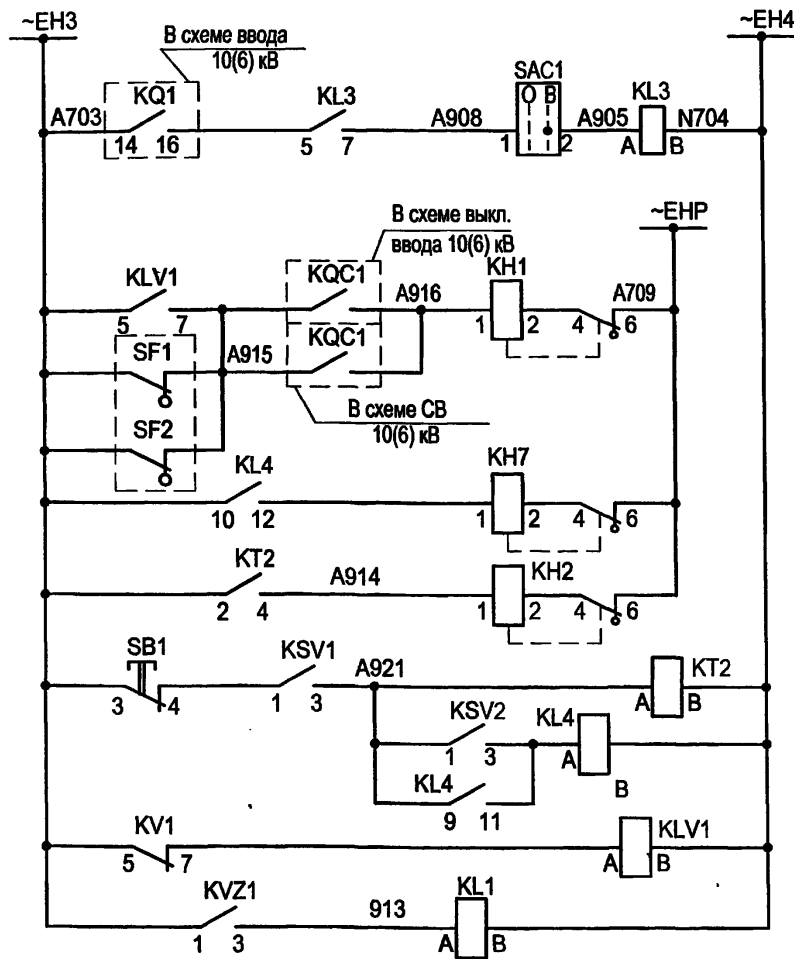 ~EH3
~EH4
В схеме ввода
10(6) кВ
A703
KQ1
14 16
KL3
5 7
A908
SAC1
O B
1 2
A905
KL3
A B
N704
~EHP
В схеме выкл.
ввода 10(6) кВ
KLV1
5 7
KQC1
A916
KH1
1 2
4 6
A709
SF1
A915
KQC1
В схеме СВ
10(6) кВ
SF2
KL4
10 12
KH7
1 2
4 6
KT2
2 4
A914
KH2
1 2
4 6
SB1
3 4
KSV1
1 3
A921
KT2
A B
KSV2
1 3
KL4
A
B
KL4
9 11
KV1
5 7
KLV1
A B
KVZ1
1 3
913
KL1
A B